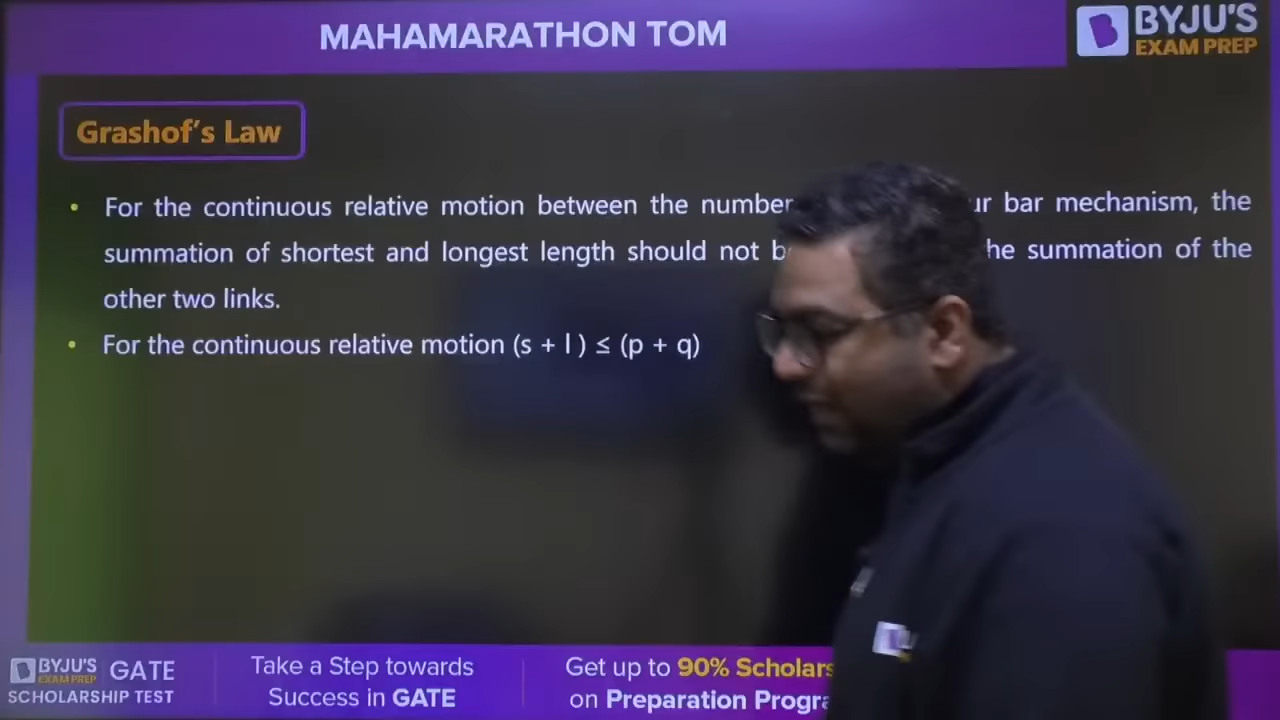 MAHAMARATHON TOM
BYJU'S
EXAM PREP
Grashof's Law
• For the continuous relative motion between the number ur bar mechanism, the
summation of shortest and longest length should not b he summation of the
other two links.
• For the continuous relative motion (s + l ) ≤ (p + q)
BYJU'S
EXAM PREP
GATE
SCHOLARSHIP TEST
Take a Step towards
Success in GATE
Get up to 90% Scholars
on Preparation Progra